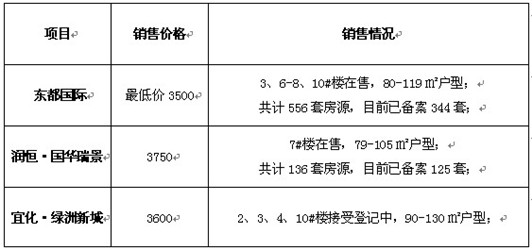 项目 销售价格 销售情况
东都国际 最低价 3500 3、6-8、10#楼在售，80-119 ㎡户型；
共计 556 套房源，目前已备案 344 套；
润恒·国华瑞景 3750 7#楼在售，79-105 ㎡户型；
共计 136 套房源，目前已备案 125 套；
宜化·绿洲新城 3600 2、3、4、10#楼接受登记中，90-130 ㎡户型；